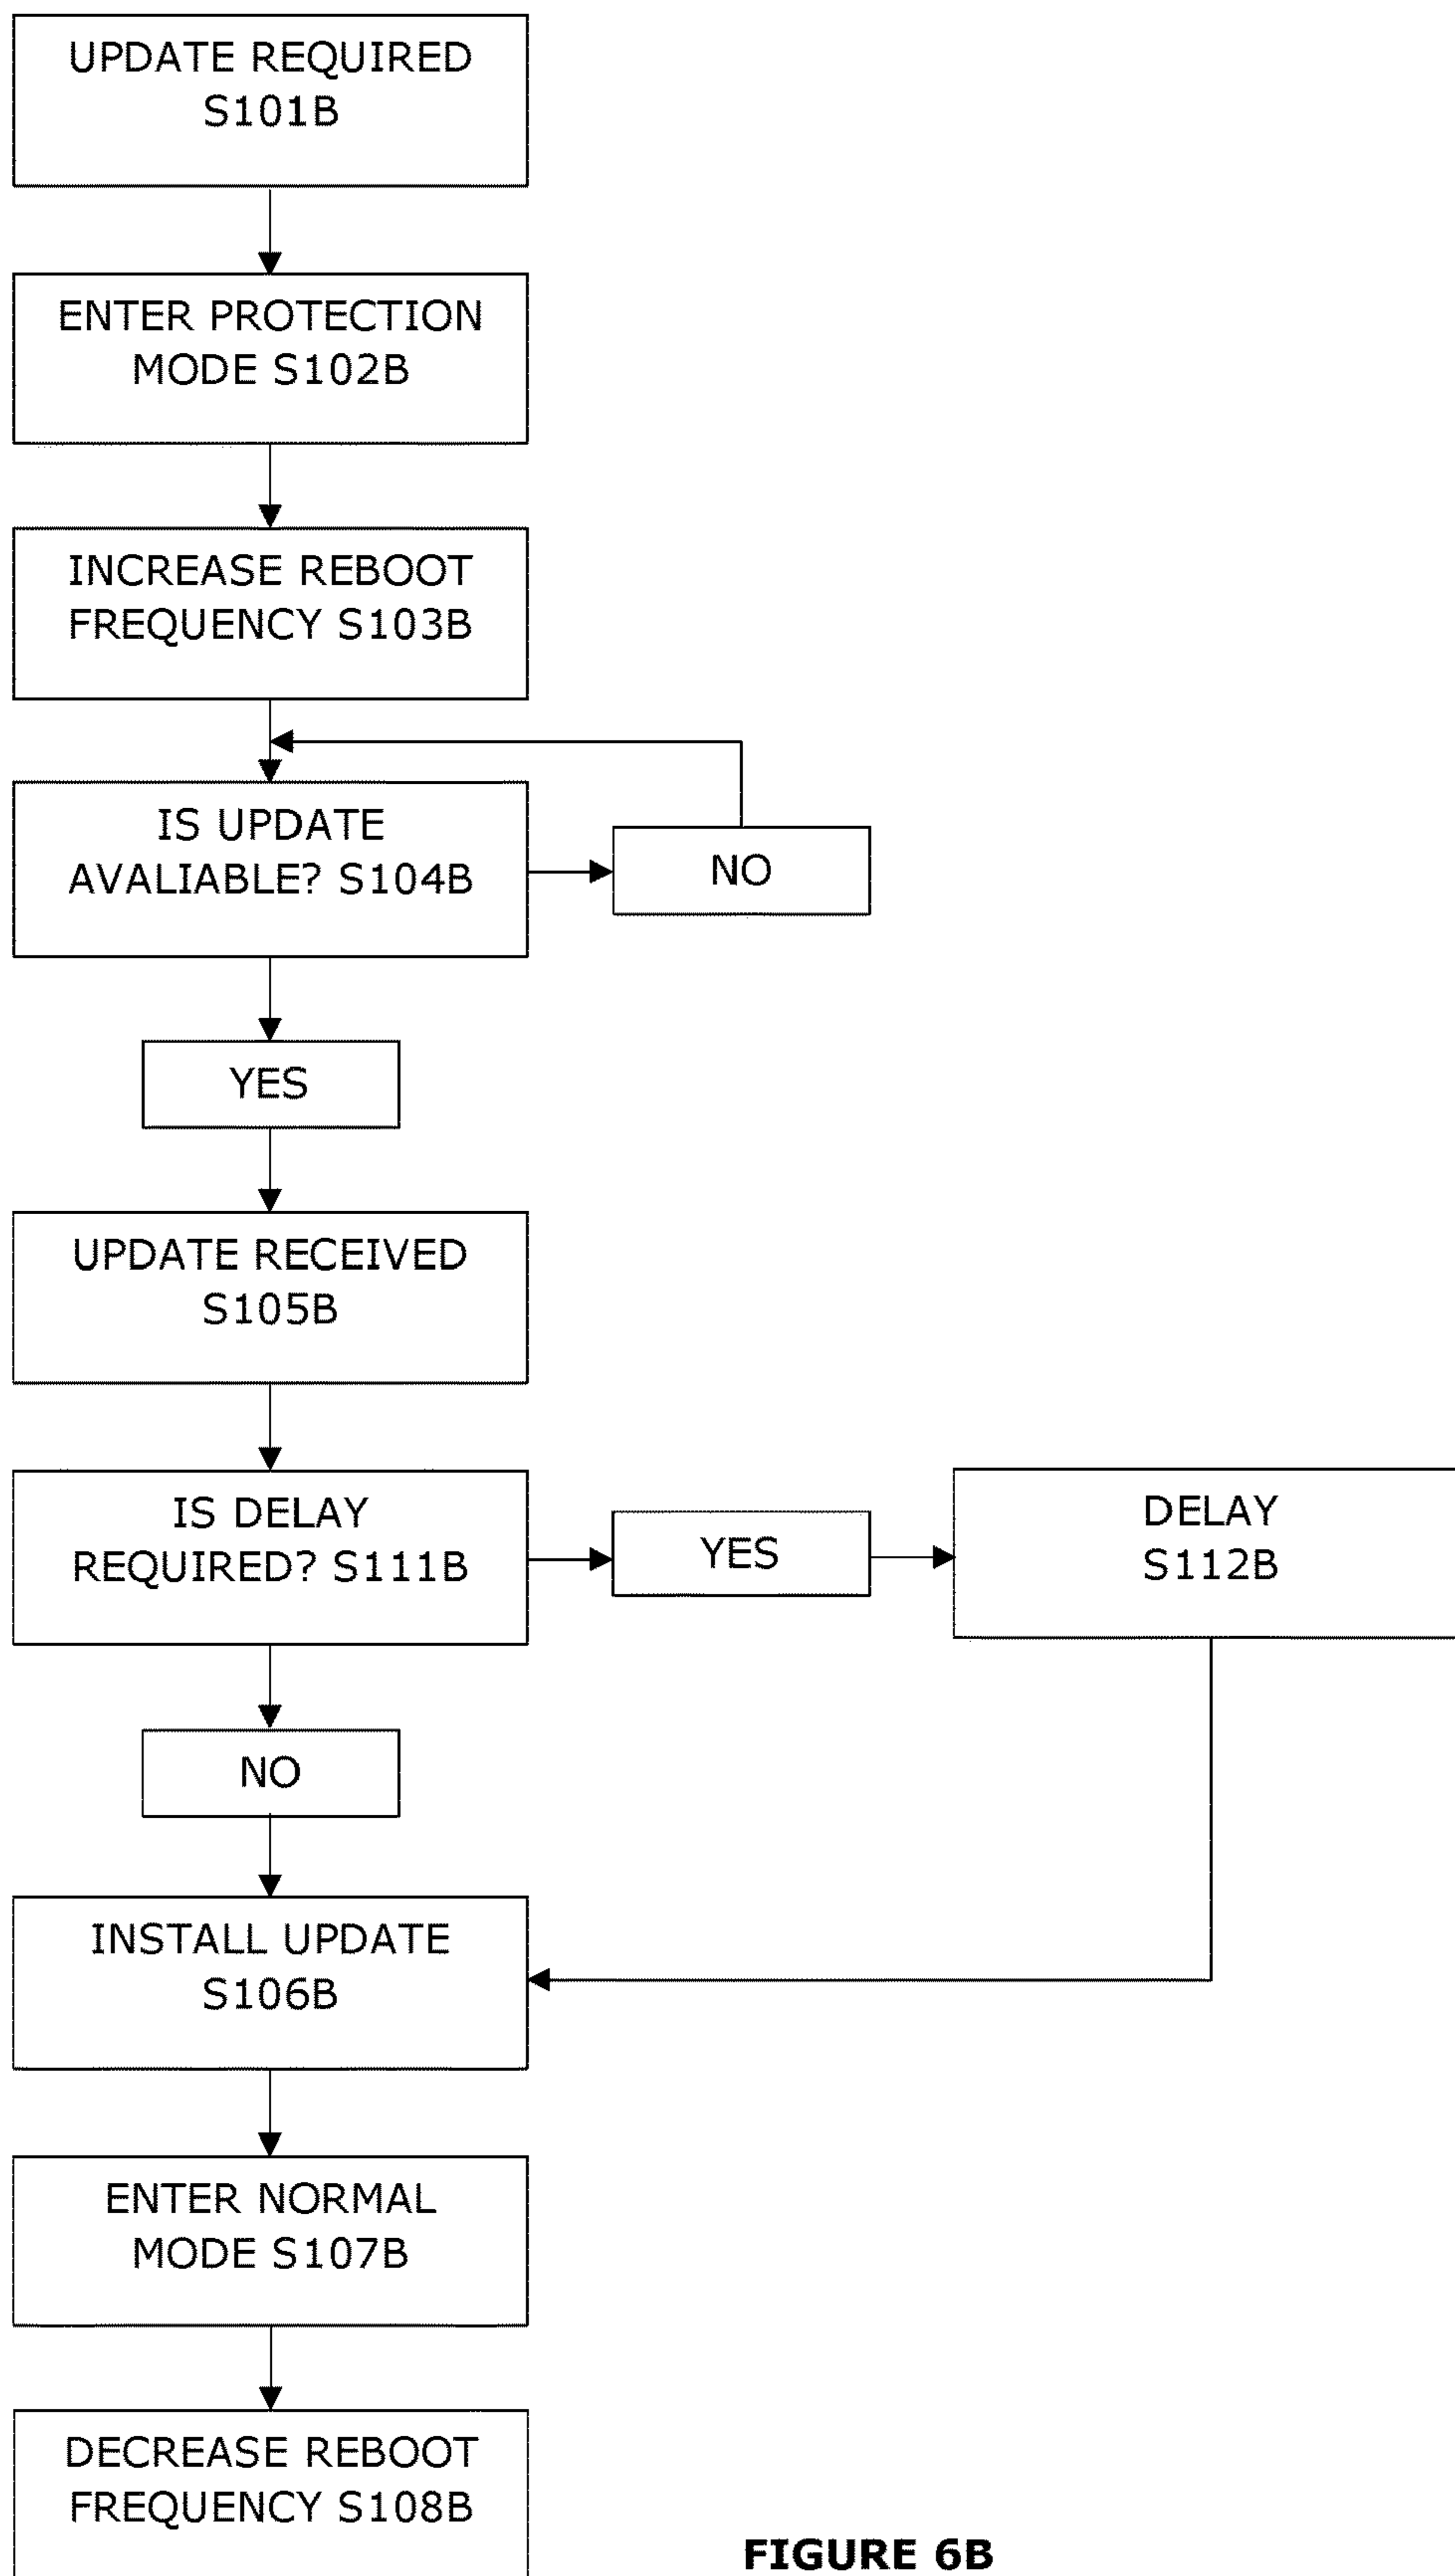 UPDATE REQUIRED
S101B
ENTER PROTECTION
MODE S102B
INCREASE REBOOT
FREQUENCY S103B
IS UPDATE
AVALIABLE? S104B
NO
YES
UPDATE RECEIVED
S105B
IS DELAY
REQUIRED? S111B
YES
DELAY
S112B
NO
INSTALL UPDATE
S106B
ENTER NORMAL
MODE S107B
DECREASE REBOOT
FREQUENCY S108B
FIGURE 6B